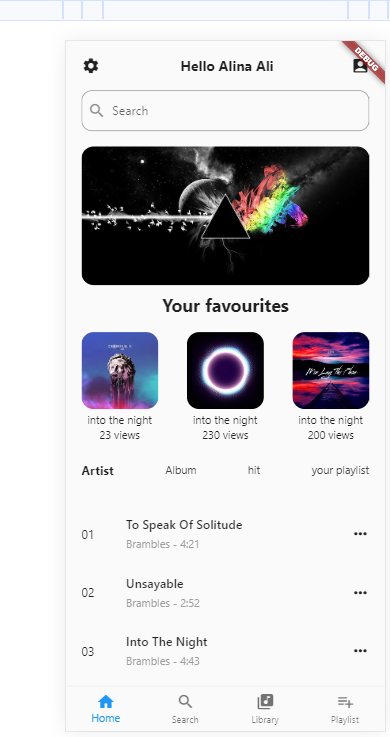 Hello Alina Ali
DEBUG
Search
Your favourites
into the night
23 views
into the night
230 views
into the night
200 views
Artist
Album
hit
your playlist
01
To Speak Of Solitude
Brambles - 4:21
02
Unsayable
Brambles - 2:52
03
Into The Night
Brambles - 4:43
Home
Search
Library
Playlist